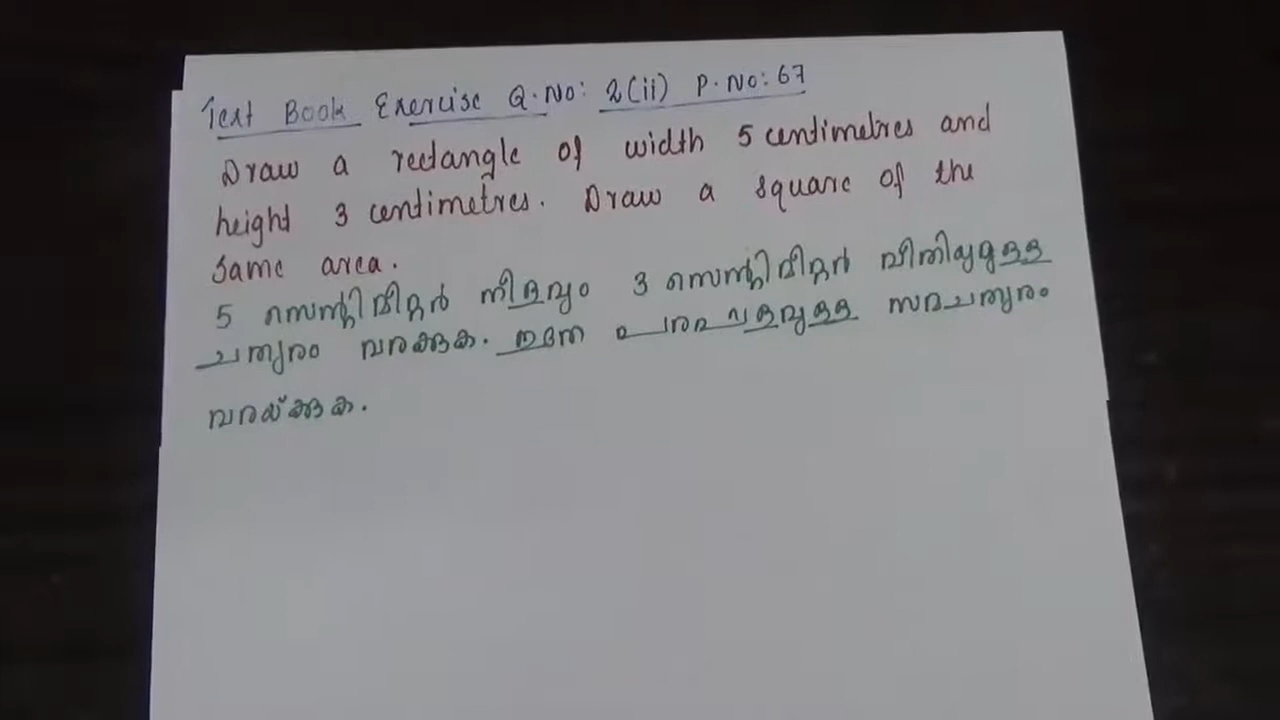 Text Book Exercise Q.No: 2(ii) P.No:67
Draw a rectangle of width 5 centimetres and
height 3 centimetres. Draw a square of the
same area.
5 സെന്റിമീറ്റർ നീളവും 3 സെന്റിമീറ്റർ വീതിയുമുള്ള
ചതുരം വരക്കുക. ഇതേ പരപ്പളവുള്ള സമചതുരം
വരയ്ക്കുക.